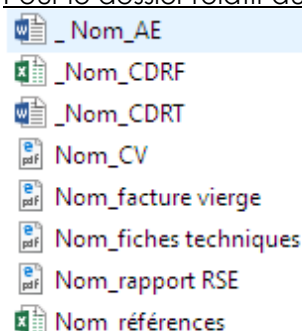 Pour le dossier relatif au
_ Nom_AE
_Nom_CDRF
_Nom_CDRT
Nom_CV
Nom_facture vierge
Nom_fiches techniques
Nom_rapport RSE
Nom_références